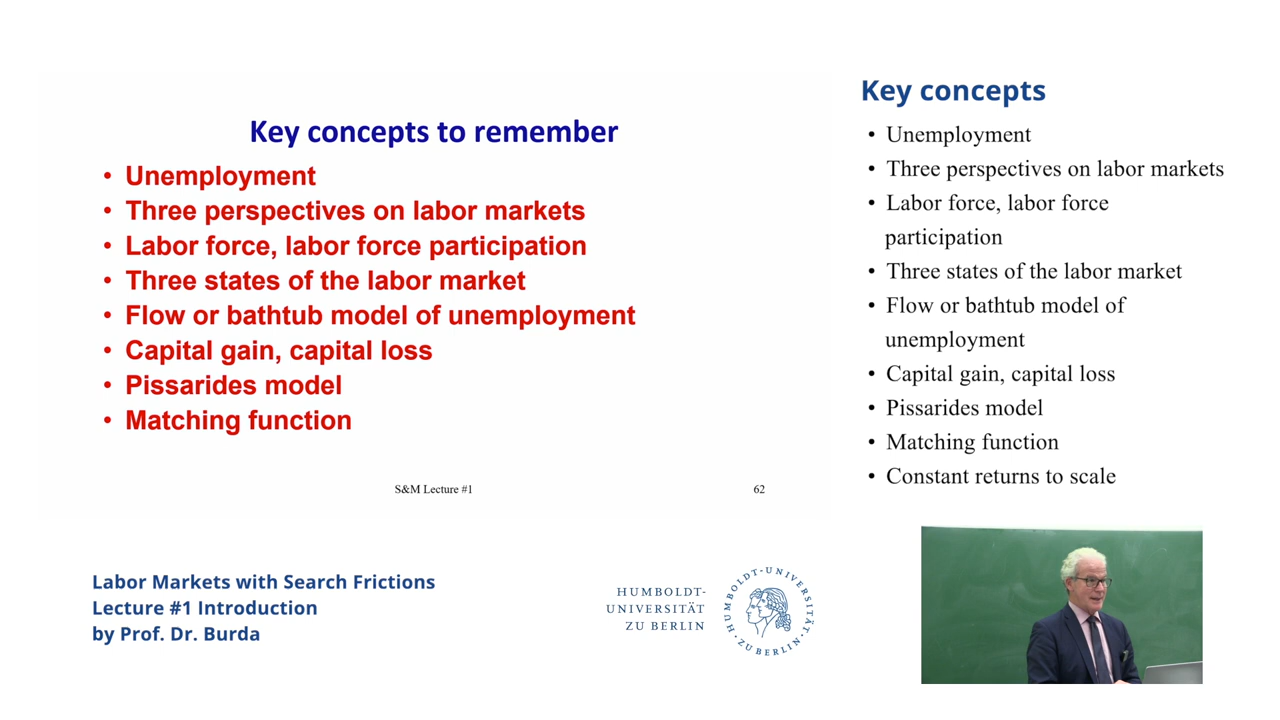 Key concepts to remember
• Unemployment
• Three perspectives on labor markets
• Labor force, labor force participation
• Three states of the labor market
• Flow or bathtub model of unemployment
• Capital gain, capital loss
• Pissarides model
• Matching function
S&M Lecture #1
62
Key concepts
• Unemployment
• Three perspectives on labor markets
• Labor force, labor force
participation
• Three states of the labor market
• Flow or bathtub model of
unemployment
• Capital gain, capital loss
• Pissarides model
• Matching function
• Constant returns to scale
Labor Markets with Search Frictions
Lecture #1 Introduction
by Prof. Dr. Burda
HUMBOLDT-
UNIVERSITÄT
ZU BERLIN
HUMBOLDT-UNIVERSITÄT
· ZU BERLIN ·